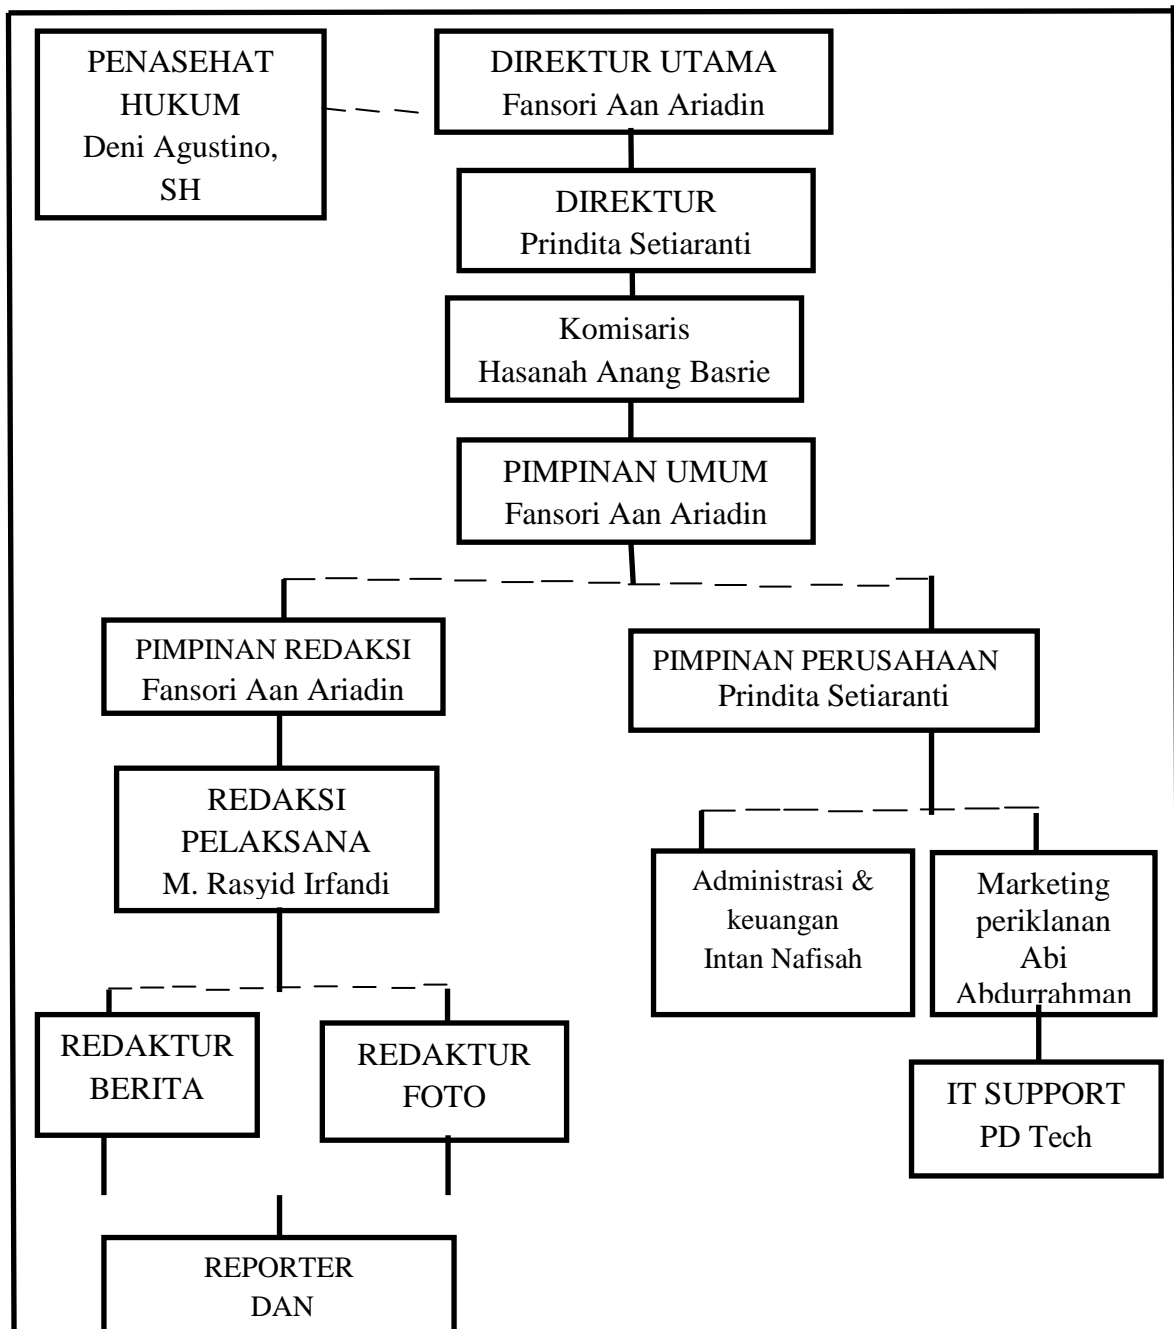 PENASEHAT
HUKUM
Deni Agustino,
SH
DIREKTUR UTAMA
Fansori Aan Ariadin
DIREKTUR
Prindita Setiaranti
Komisaris
Hasanah Anang Basrie
PIMPINAN UMUM
Fansori Aan Ariadin
PIMPINAN REDAKSI
Fansori Aan Ariadin
PIMPINAN PERUSAHAAN
Prindita Setiaranti
REDAKSI
PELAKSANA
M. Rasyid Irfandi
Administrasi &
keuangan
Intan Nafisah
Marketing
periklanan
Abi
Abdurrahman
REDAKTUR
BERITA
REDAKTUR
FOTO
IT SUPPORT
PD Tech
REPORTER
DAN